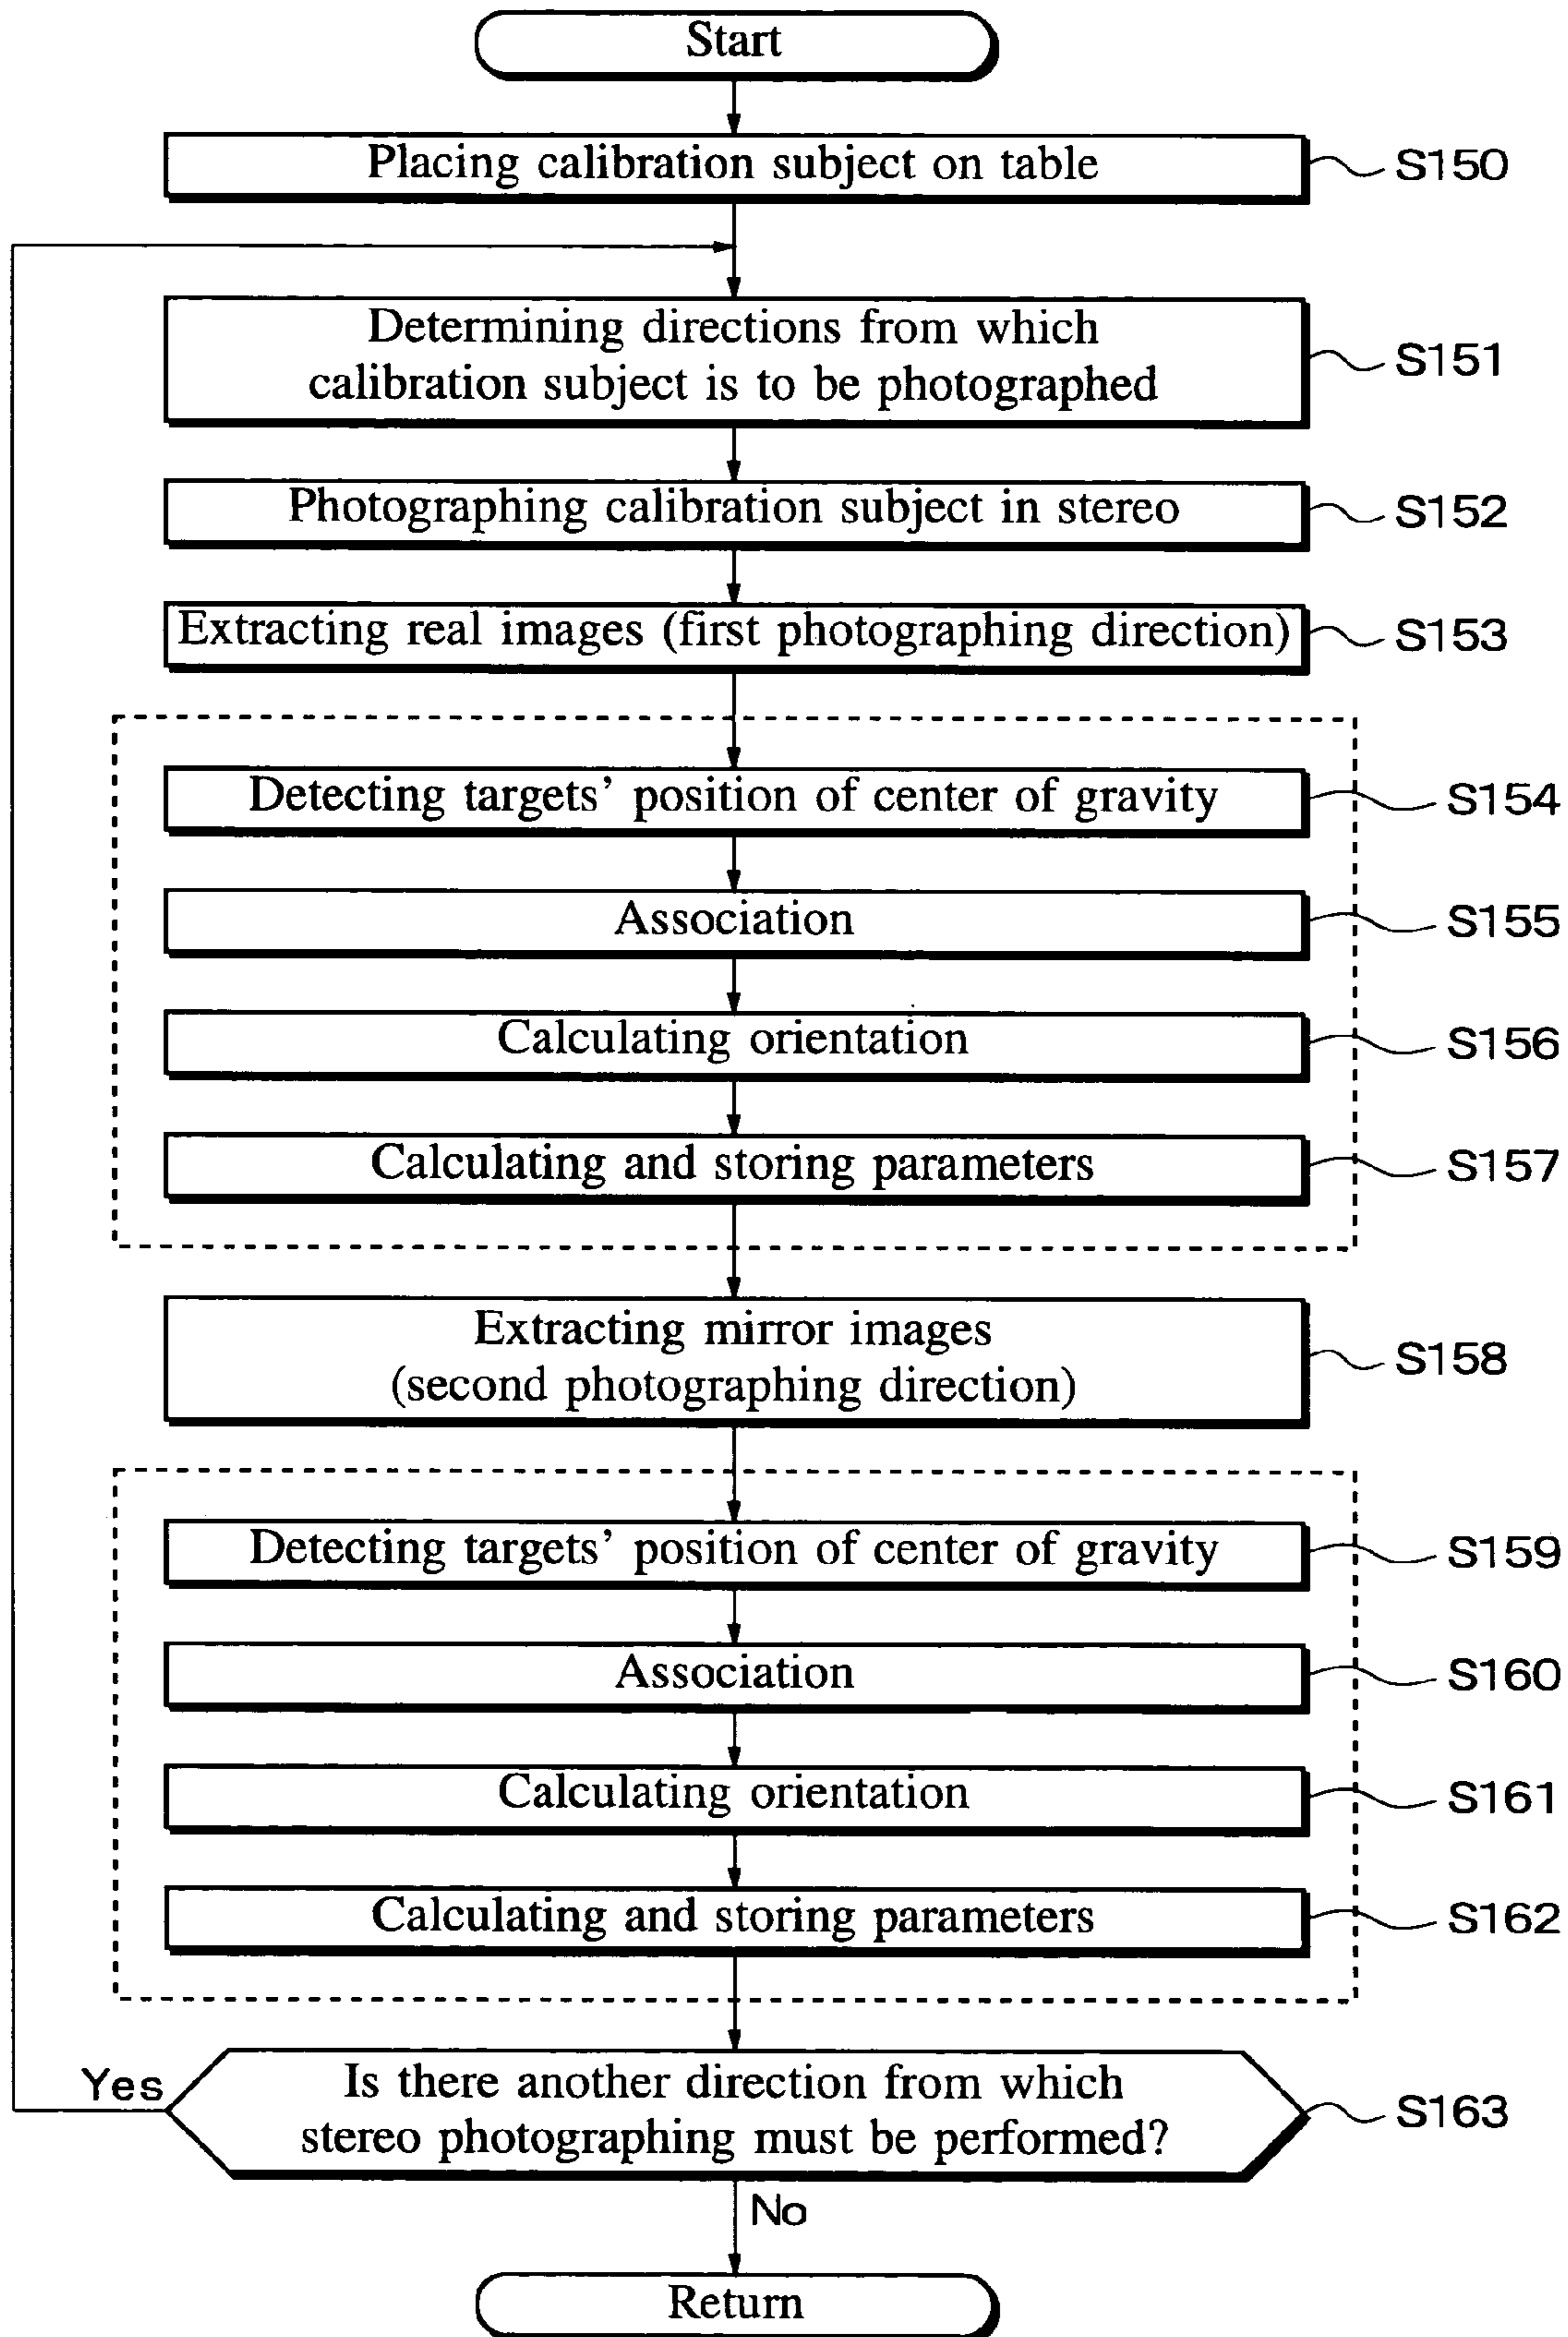 Start
Placing calibration subject on table
S150
Determining directions from which
calibration subject is to be photographed
S151
Photographing calibration subject in stereo
S152
Extracting real images (first photographing direction)
S153
Detecting targets’ position of center of gravity
S154
Association
S155
Calculating orientation
S156
Calculating and storing parameters
S157
Extracting mirror images
(second photographing direction)
S158
Detecting targets’ position of center of gravity
S159
Association
S160
Calculating orientation
S161
Calculating and storing parameters
S162
Yes
Is there another direction from which
stereo photographing must be performed?
S163
No
Return